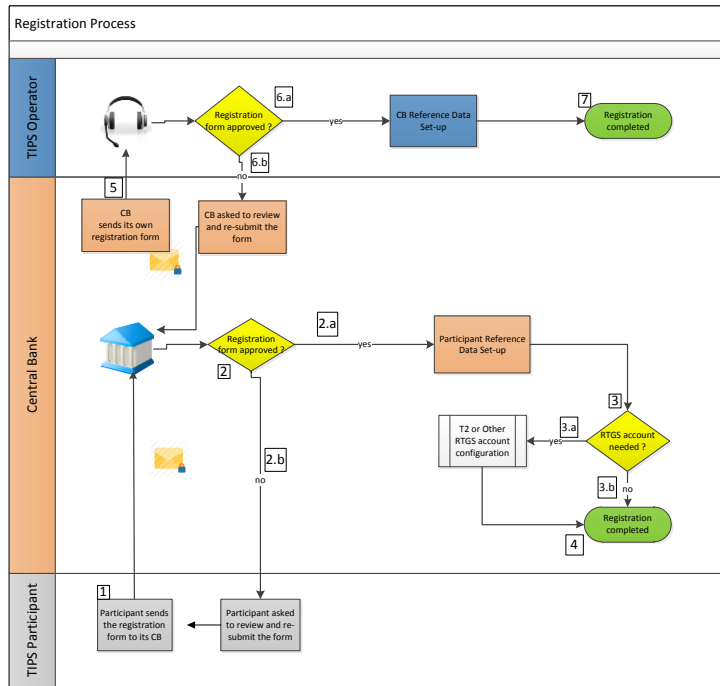 Registration Process
TIPS Operator
6.a
Registration
form approved ?
yes
CB Reference Data
Set-up
7
Registration
completed
6.b
no
Central Bank
5
CB
sends its own
registration form
CB asked to review
and re-submit the
form
Registration
form approved ?
2
2.a
yes
Participant Reference
Data Set-up
3
RTGS account
needed ?
3.a
yes
T2 or Other
RTGS account
configuration
3.b
no
Registration
completed
4
2.b
no
TIPS Participant
1
Participant sends
the registration
form to its CB
Participant asked
to review and re-
submit the form